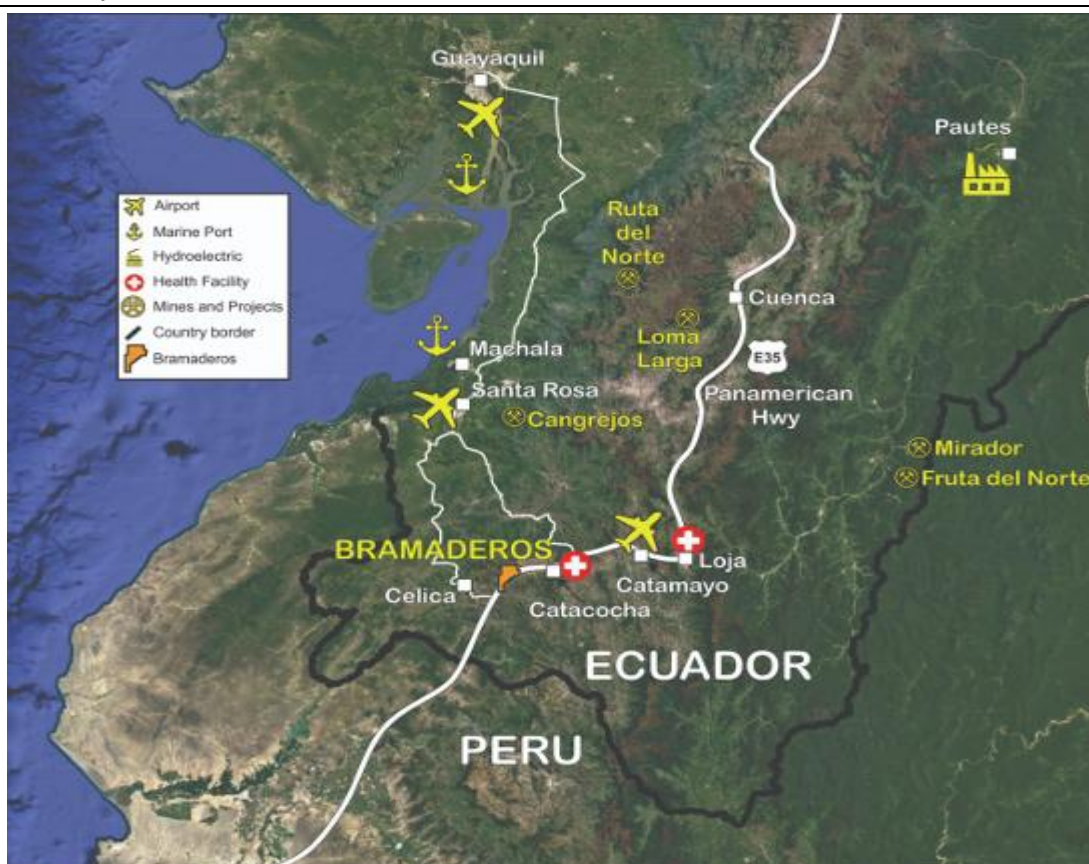 Guayaquil
Pautes
Airport
Marine Port
Hydroelectric
Health Facility
Mines and Projects
Country border
Bramaderos
Ruta
del
Norte
Cuenca
Loma
Larga
E35
Panamerican
Hwy
Machala
Santa Rosa
Cangrejos
Mirador
Fruta del Norte
BRAMADEROS
Loja
Catamayo
Celica
Catacocha
ECUADOR
PERU